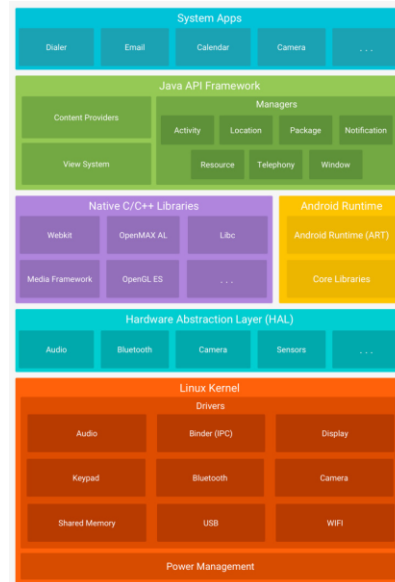 System Apps
Dialer Email Calendar Camera . . .
Java API Framework
Content Providers
View System
Managers
Activity Location Package Notification
Resource Telephony Window
Native C/C++ Libraries
Webkit OpenMAX AL Libc
Media Framework OpenGL ES . . .
Android Runtime
Android Runtime (ART)
Core Libraries
Hardware Abstraction Layer (HAL)
Audio Bluetooth Camera Sensors . . .
Linux Kernel
Drivers
Audio Binder (IPC) Display
Keypad Bluetooth Camera
Shared Memory USB WIFI
Power Management